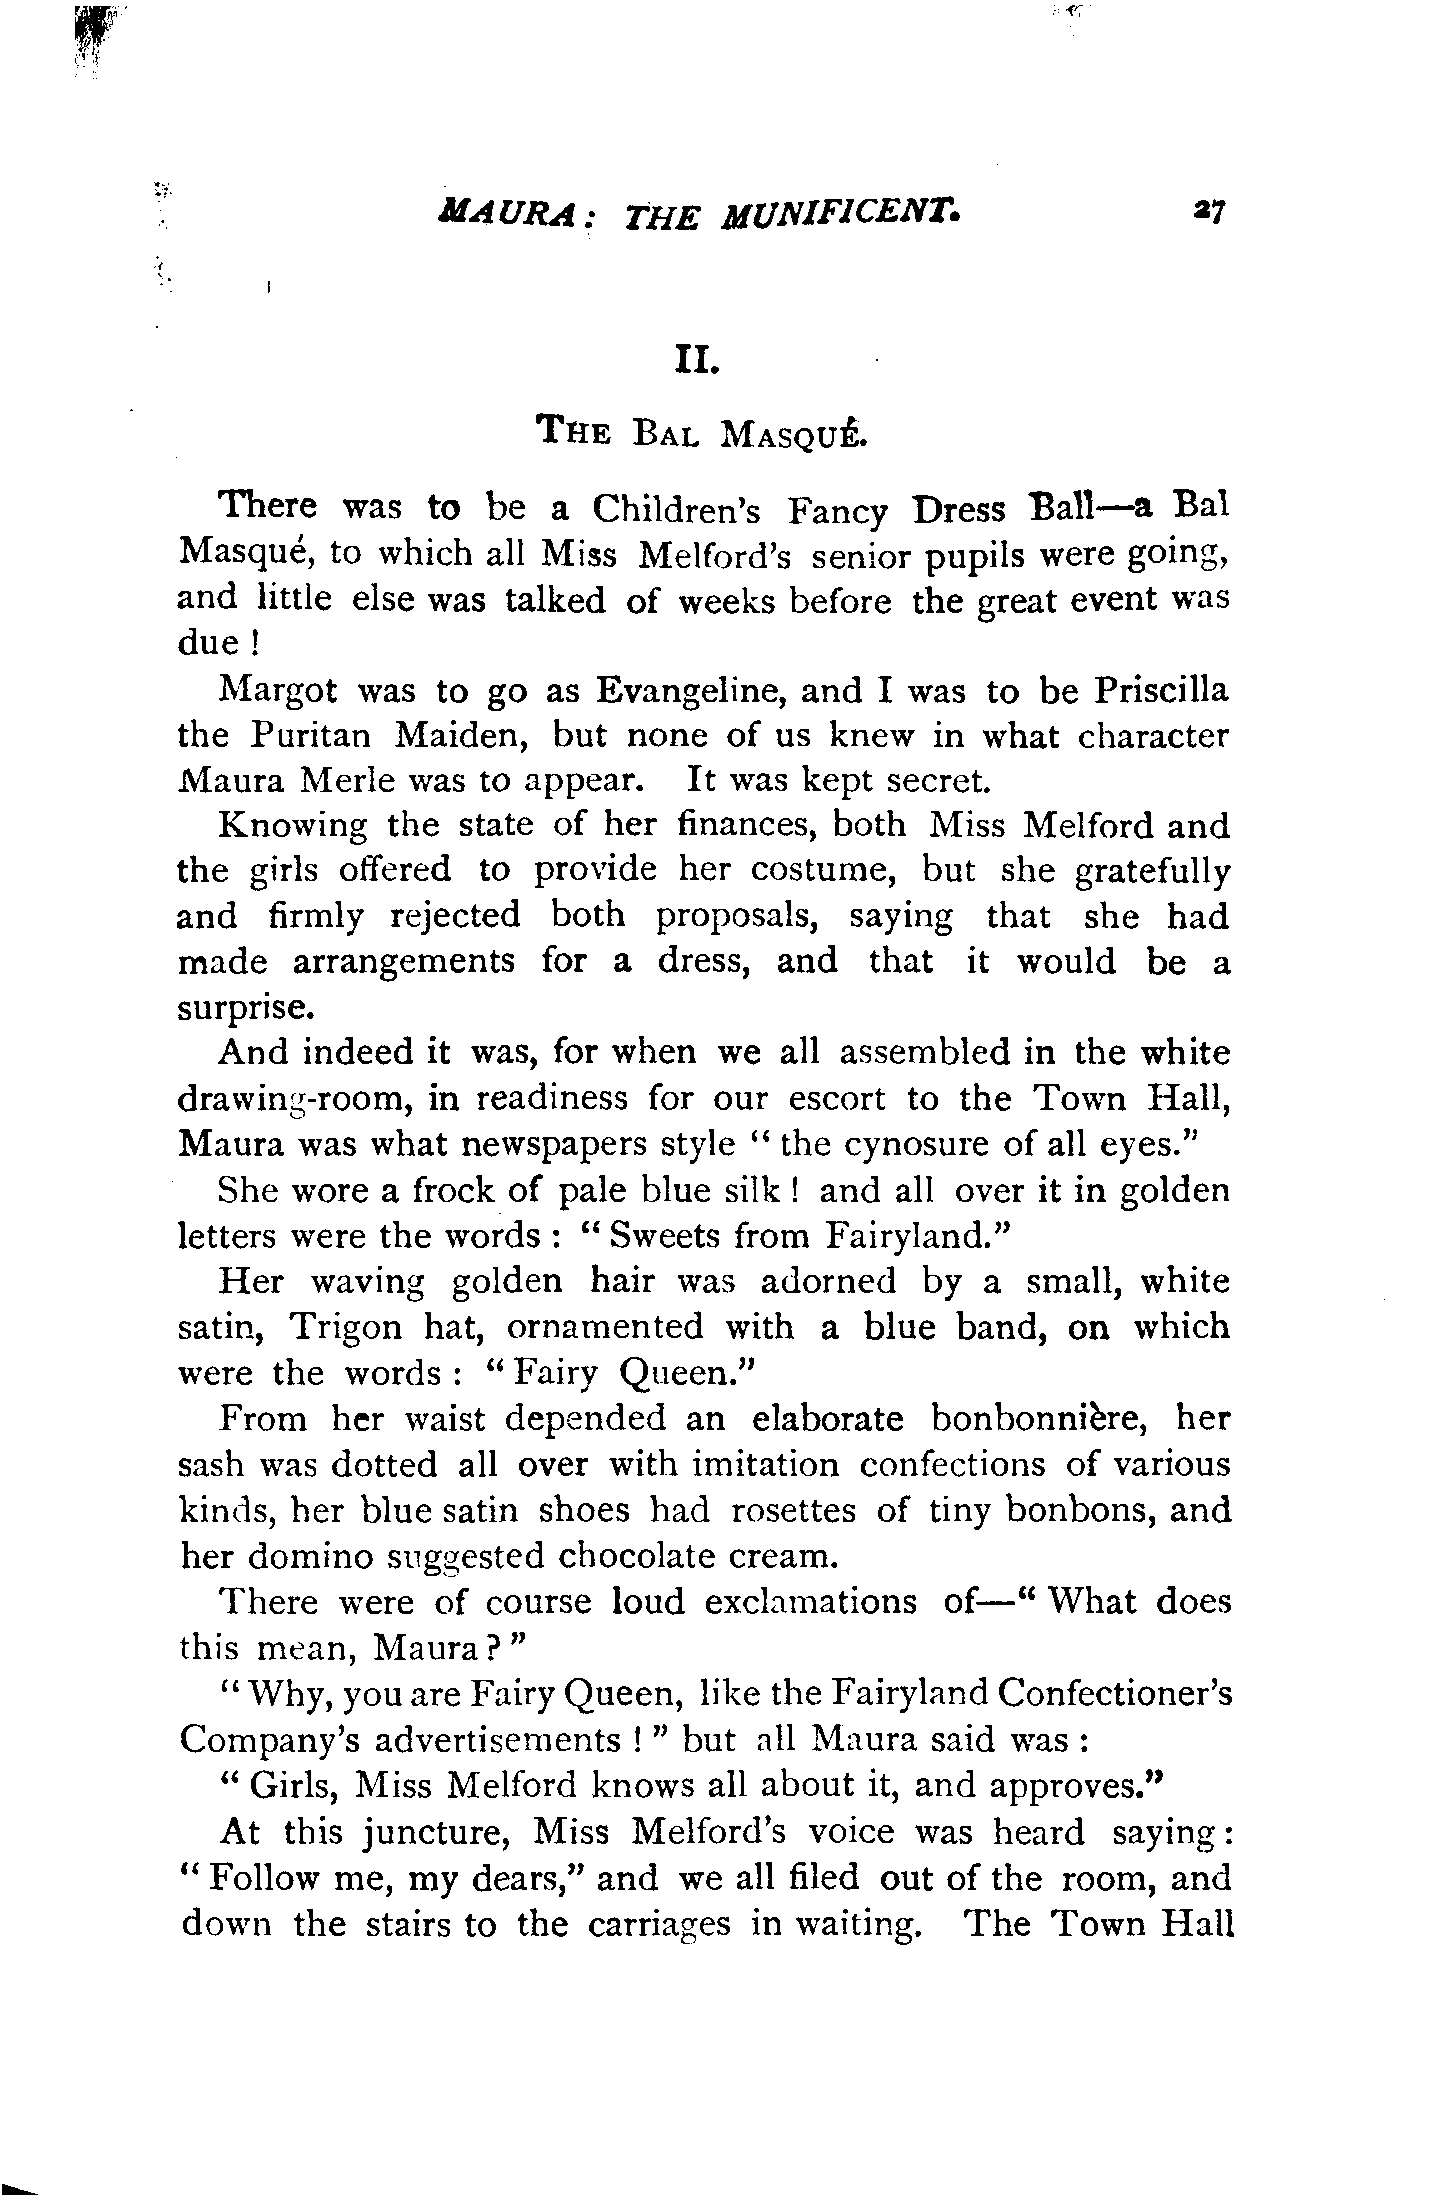 MAURA: THE MUNIFICENT. 27
II.
THE BAL MASQUÉ.
There was to be a Children's Fancy Dress Ball—a Bal
Masqué, to which all Miss Melford's senior pupils were going,
and little else was talked of weeks before the great event was
due !
Margot was to go as Evangeline, and I was to be Priscilla
the Puritan Maiden, but none of us knew in what character
Maura Merle was to appear. It was kept secret.
Knowing the state of her finances, both Miss Melford and
the girls offered to provide her costume, but she gratefully
and firmly rejected both proposals, saying that she had
made arrangements for a dress, and that it would be a
surprise.
And indeed it was, for when we all assembled in the white
drawing-room, in readiness for our escort to the Town Hall,
Maura was what newspapers style “ the cynosure of all eyes.”
She wore a frock of pale blue silk ! and all over it in golden
letters were the words : “ Sweets from Fairyland.”
Her waving golden hair was adorned by a small, white
satin, Trigon hat, ornamented with a blue band, on which
were the words : “ Fairy Queen.”
From her waist depended an elaborate bonbonnière, her
sash was dotted all over with imitation confections of various
kinds, her blue satin shoes had rosettes of tiny bonbons, and
her domino suggested chocolate cream.
There were of course loud exclamations of—“ What does
this mean, Maura ? ”
“ Why, you are Fairy Queen, like the Fairyland Confectioner's
Company's advertisements ! ” but all Maura said was :
“ Girls, Miss Melford knows all about it, and approves.”
At this juncture, Miss Melford's voice was heard saying :
“ Follow me, my dears,” and we all filed out of the room, and
down the stairs to the carriages in waiting. The Town Hall